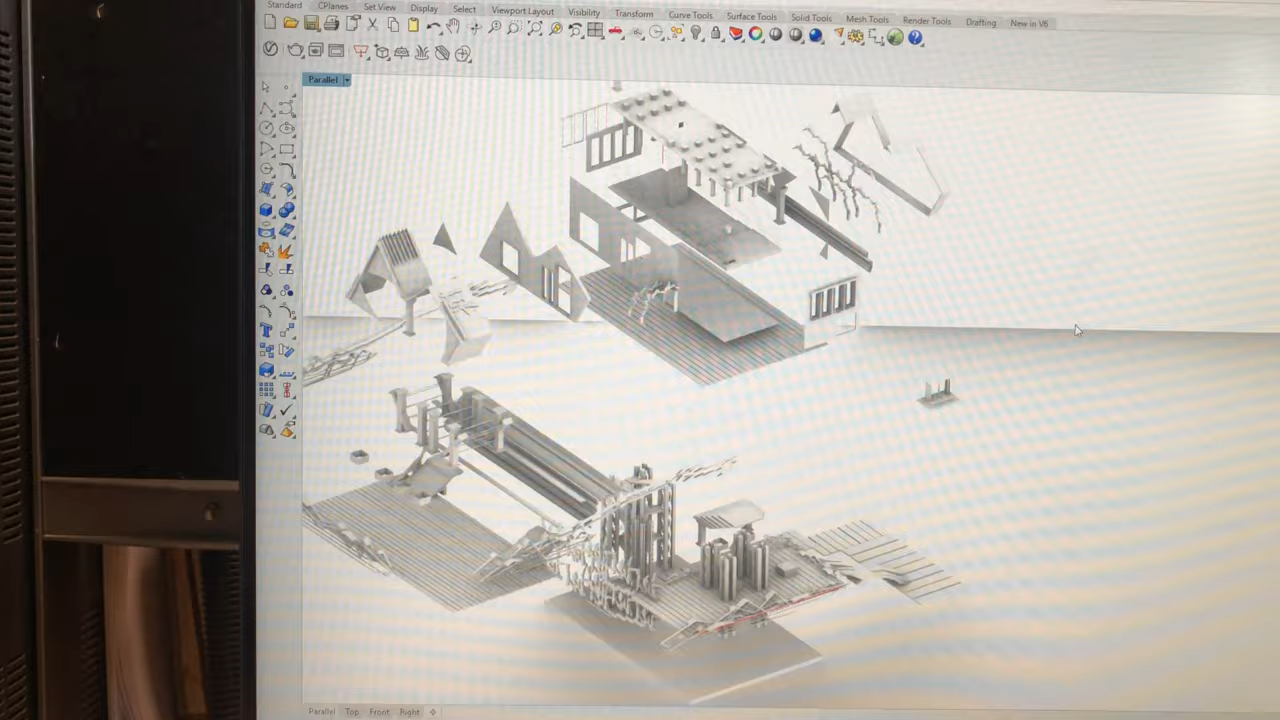 Standard CPlanes Set View Display Select Viewport Layout Visibility Transform Curve Tools Surface Tools Solid Tools Mesh Tools Render Tools Drafting New in V6
Parallel
Parallel Top Front Right